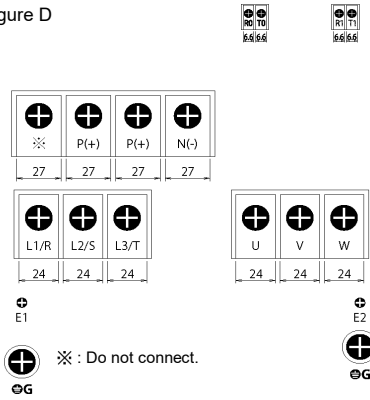 gure D
R0 T0
R1 T1
6.6 6.6
6.6 6.6
※ P(+) P(+) N(-)
27 27 27 27
L1/R L2/S L3/T
U V W
24 24 24
24 24 24
E1
E2
※ : Do not connect.
G
G